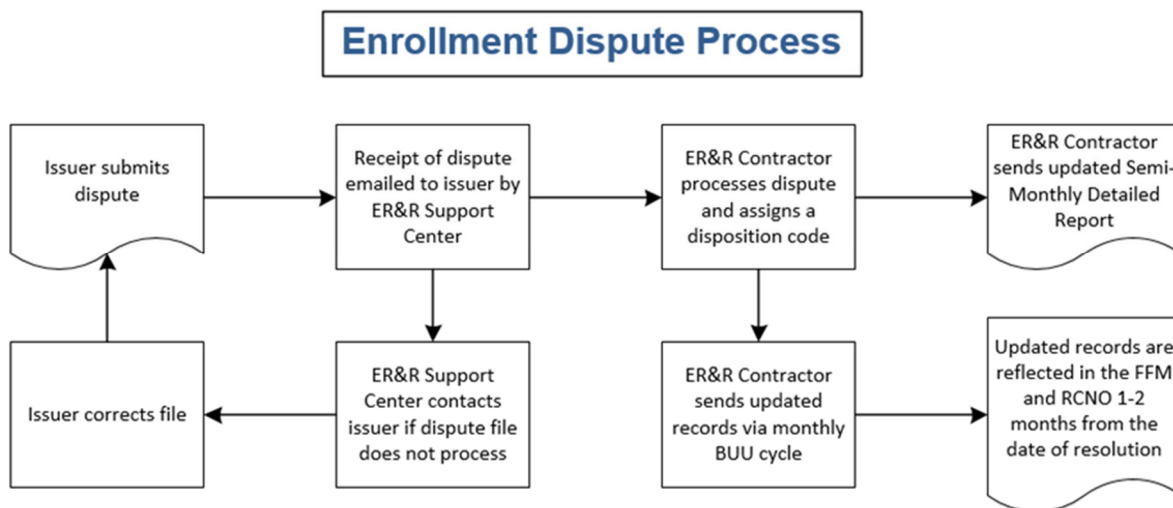 Enrollment Dispute Process
Issuer submits
dispute
Receipt of dispute
emailed to issuer by
ER&R Support
Center
ER&R Contractor
processes dispute
and assigns a
disposition code
ER&R Contractor
sends updated Semi-
Monthly Detailed
Report
Issuer corrects file
ER&R Support
Center contacts
issuer if dispute file
does not process
ER&R Contractor
sends updated
records via monthly
BUU cycle
Updated records are
reflected in the FFM
and RCNO 1-2
months from the
date of resolution